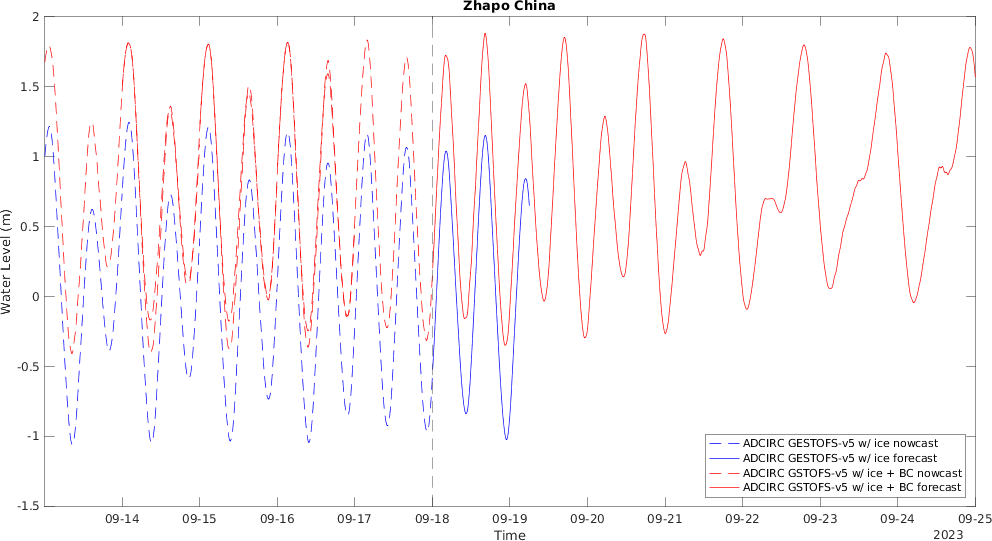 Zhapo China
2
1.5
1
0.5
0
-0.5
-1
-1.5
Water Level (m)
ADCIRC GESTOFS-v5 w/ ice nowcast
ADCIRC GESTOFS-v5 w/ ice forecast
ADCIRC GSTOFS-v5 w/ ice + BC nowcast
ADCIRC GSTOFS-v5 w/ ice + BC forecast
09-14 09-15 09-16 09-17 09-18 09-19 09-20 09-21 09-22 09-23 09-24 09-25
Time
2023